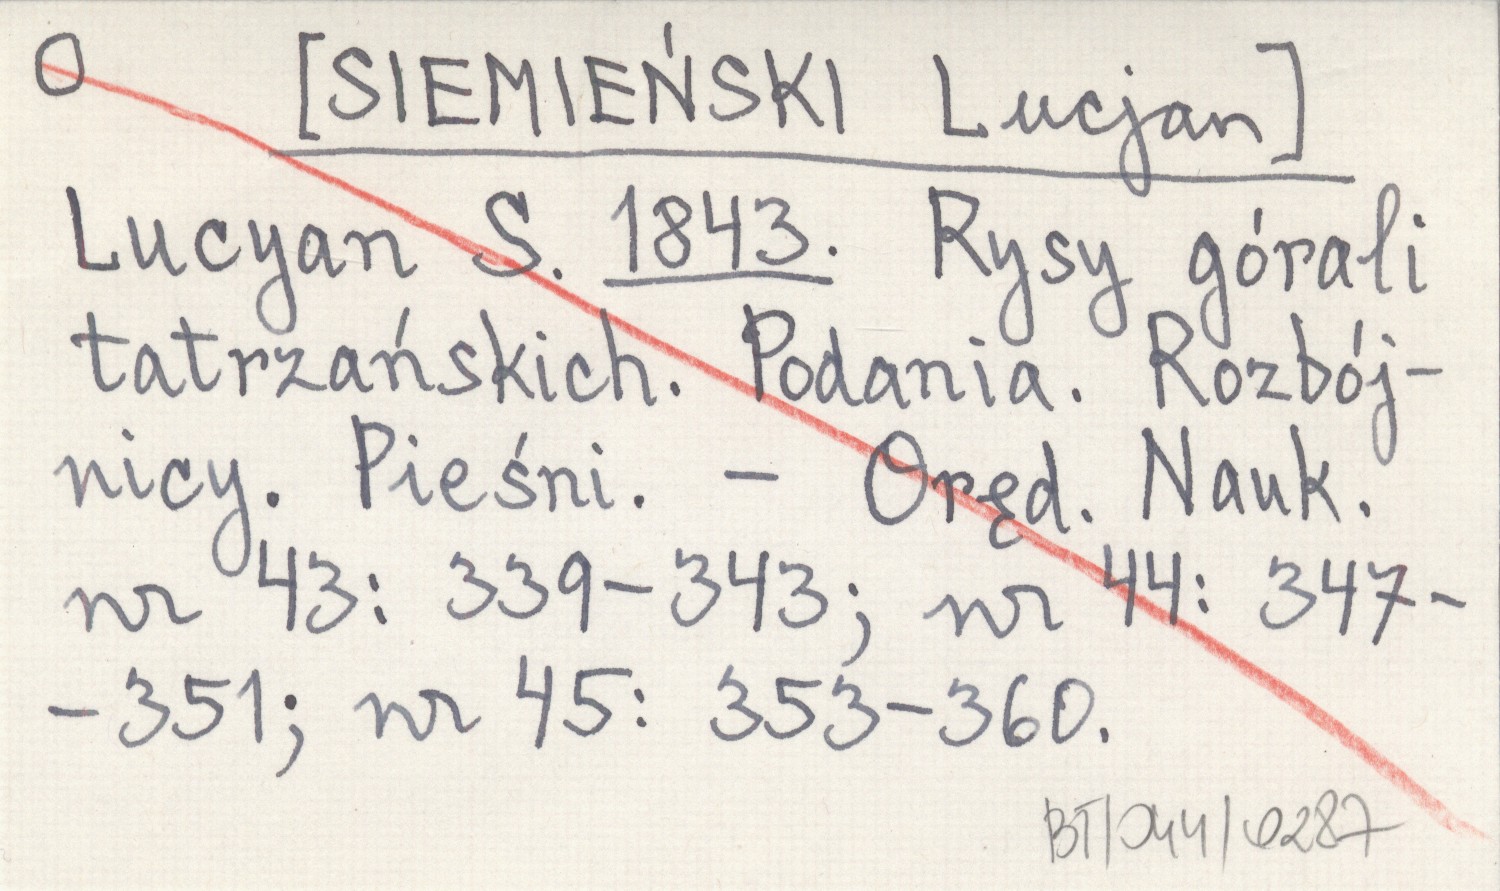 O [SIEMIEŃSKI Lucjan]
Lucyan S. 1843. Rysy górali
tatrzańskich. Podania. Rozbój-
nicy. Pieśni. – Oręd. Nauk.
nr 43: 339–343; nr 44: 347–
–351; nr 45: 353–360.
BT/044/0287